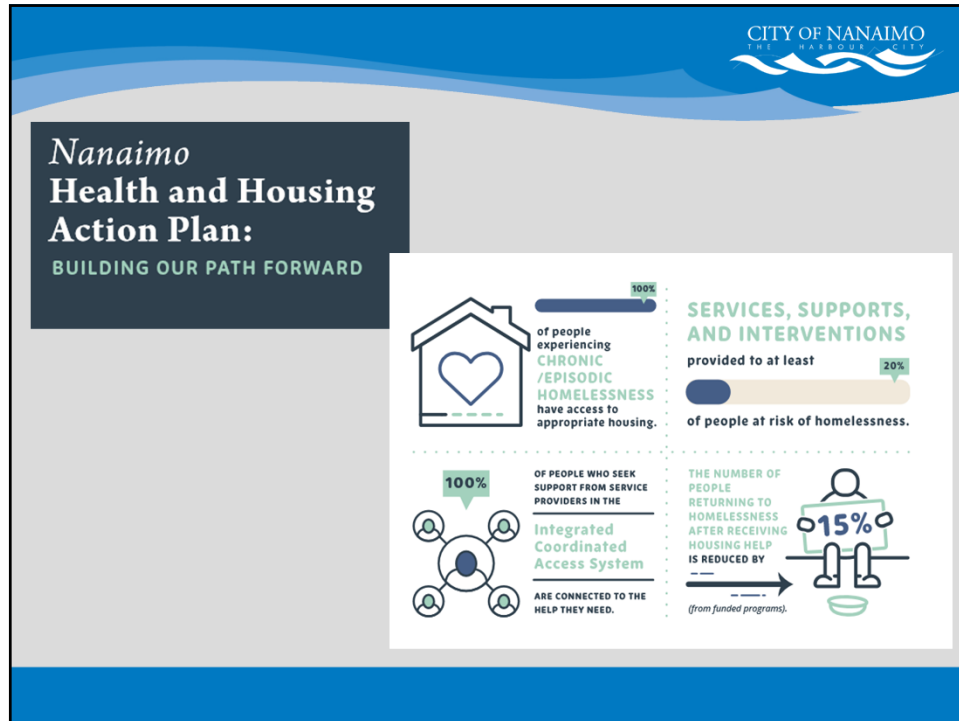 CITY OF NANAIMO
THE HARBOUR CITY
Nanaimo
Health and Housing
Action Plan:
BUILDING OUR PATH FORWARD
100%
of people
experiencing
CHRONIC
/EPISODIC
HOMELESSNESS
have access to
appropriate housing.
SERVICES, SUPPORTS,
AND INTERVENTIONS
provided to at least
20%
of people at risk of homelessness.
100%
OF PEOPLE WHO SEEK
SUPPORT FROM SERVICE
PROVIDERS IN THE
Integrated
Coordinated
Access System
ARE CONNECTED TO THE
HELP THEY NEED.
THE NUMBER OF
PEOPLE
RETURNING TO
HOMELESSNESS
AFTER RECEIVING
HOUSING HELP
IS REDUCED BY
15%
(from funded programs).